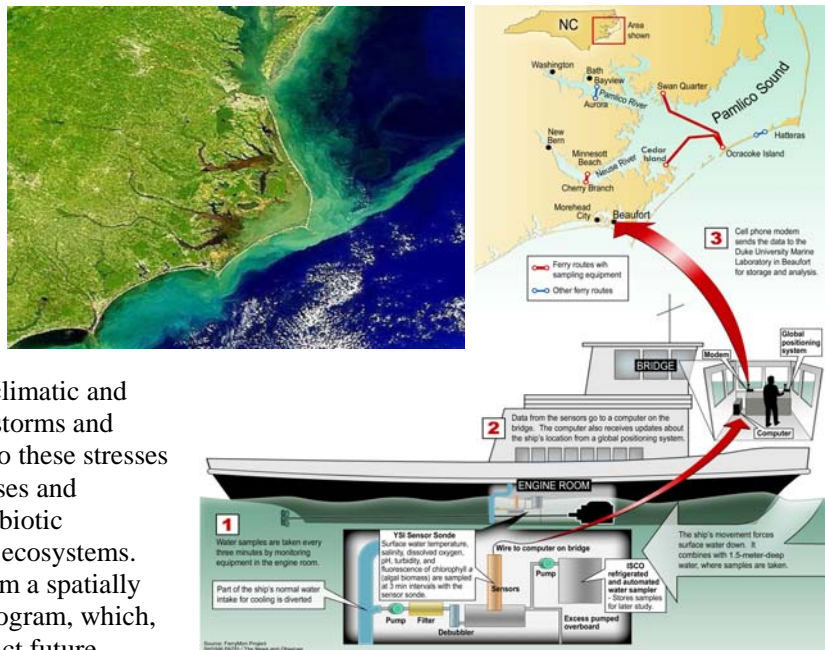 NC
Area
shown
Washington
Bath
Bayview
Aurora
Pamlico River
Swan Quarter
Pamlico Sound
Hatteras
Ocracoke Island
New
Bern
Minnesott
Beach
Neuse River
Cedar
Island
Cherry Branch
Morehead
City
Beaufort
Ferry routes wih
sampling equipment
Other ferry routes
3
Cell phone modem
sends the data to the
Duke University Marine
Laboratory in Beaufort
for storage and analysis.
climatic and
storms and
o these stresses
ses and
biotic
ecosystems.
m a spatially
ogram, which,
ct future
Global
positioning
system
Modem
BRIDGE
Computer
2
Data from the sensors go to a computer on the
bridge. The computer also receives updates about
the ship's location from a global positioning system.
ENGINE ROOM
1
Water samples are taken every
three minutes by monitoring
equipment in the engine room.
Part of the ship's normal water
intake for cooling is diverted
YSI Sensor Sonde
Surface water temperature,
salinity, dissolved oxygen,
pH, turbidity, and
fluorescence of chlorophyll a
(algal biomass) are sampled
at 3 min intervals with the
sensor sonde.
Wire to computer on bridge
Sensors
Pump
Filter
Debubbler
Pump
ISCO
refrigerated
and automated
water sampler
- Stores samples
for later study.
Excess pumped
overboard
The ship's movement forces
surface water down. It
combines with 1.5-meter-deep
water, where samples are taken.
Source: FerryMon Project
The News and Observer